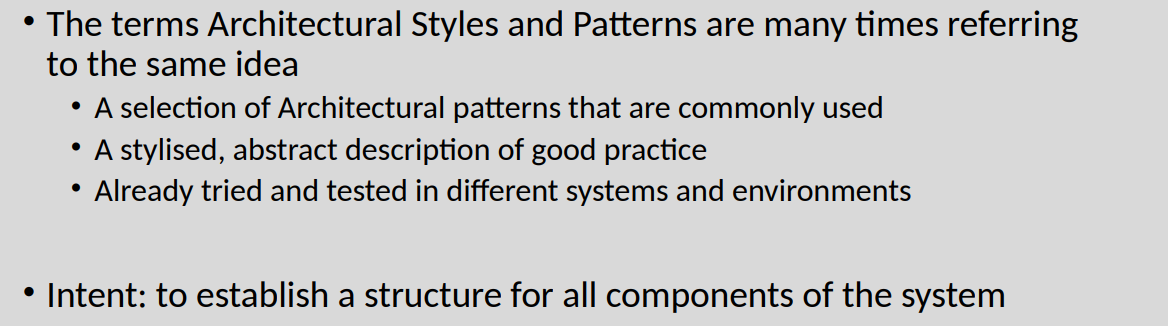 • The terms Architectural Styles and Patterns are many times referring
to the same idea
• A selection of Architectural patterns that are commonly used
• A stylised, abstract description of good practice
• Already tried and tested in different systems and environments
• Intent: to establish a structure for all components of the system